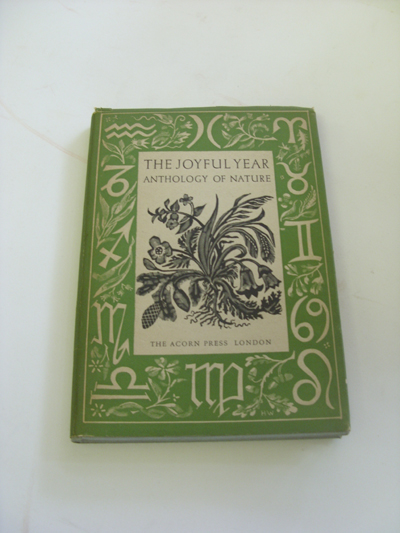 THE JOYFUL YEAR
ANTHOLOGY OF NATURE
THE ACORN PRESS LONDON